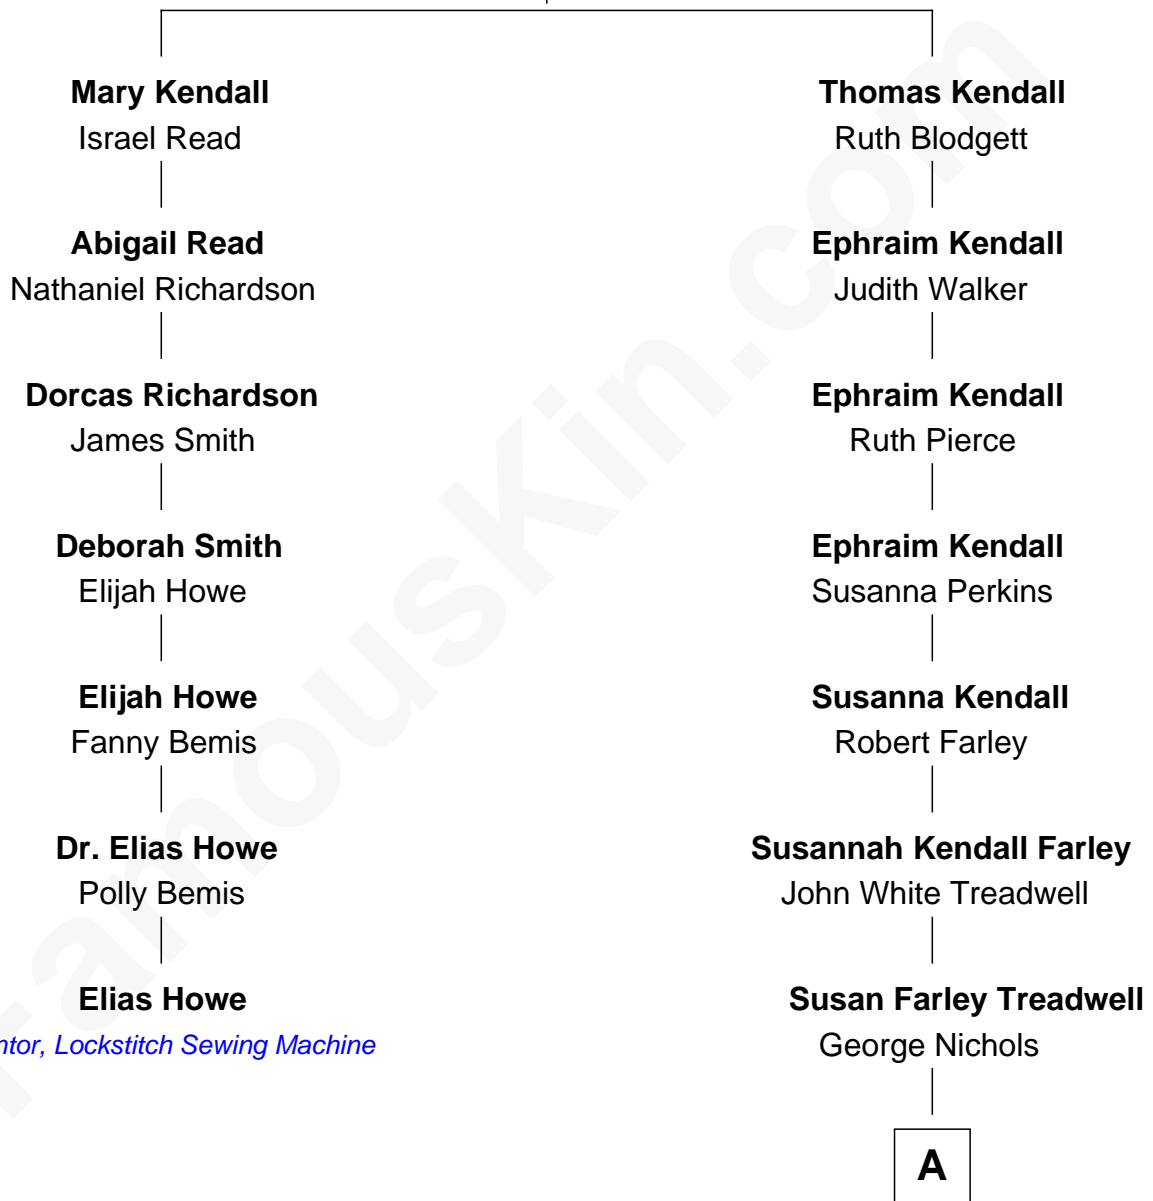 Mary Kendall
Israel Read
Abigail Read
Nathaniel Richardson
Dorcas Richardson
James Smith
Deborah Smith
Elijah Howe
Elijah Howe
Fanny Bemis
Dr. Elias Howe
Polly Bemis
Elias Howe
ntor, Lockstitch Sewing Machine
Thomas Kendall
Ruth Blodgett
Ephraim Kendall
Judith Walker
Ephraim Kendall
Ruth Pierce
Ephraim Kendall
Susanna Perkins
Susanna Kendall
Robert Farley
Susannah Kendall Farley
John White Treadwell
Susan Farley Treadwell
George Nichols
A
FamousKin.com